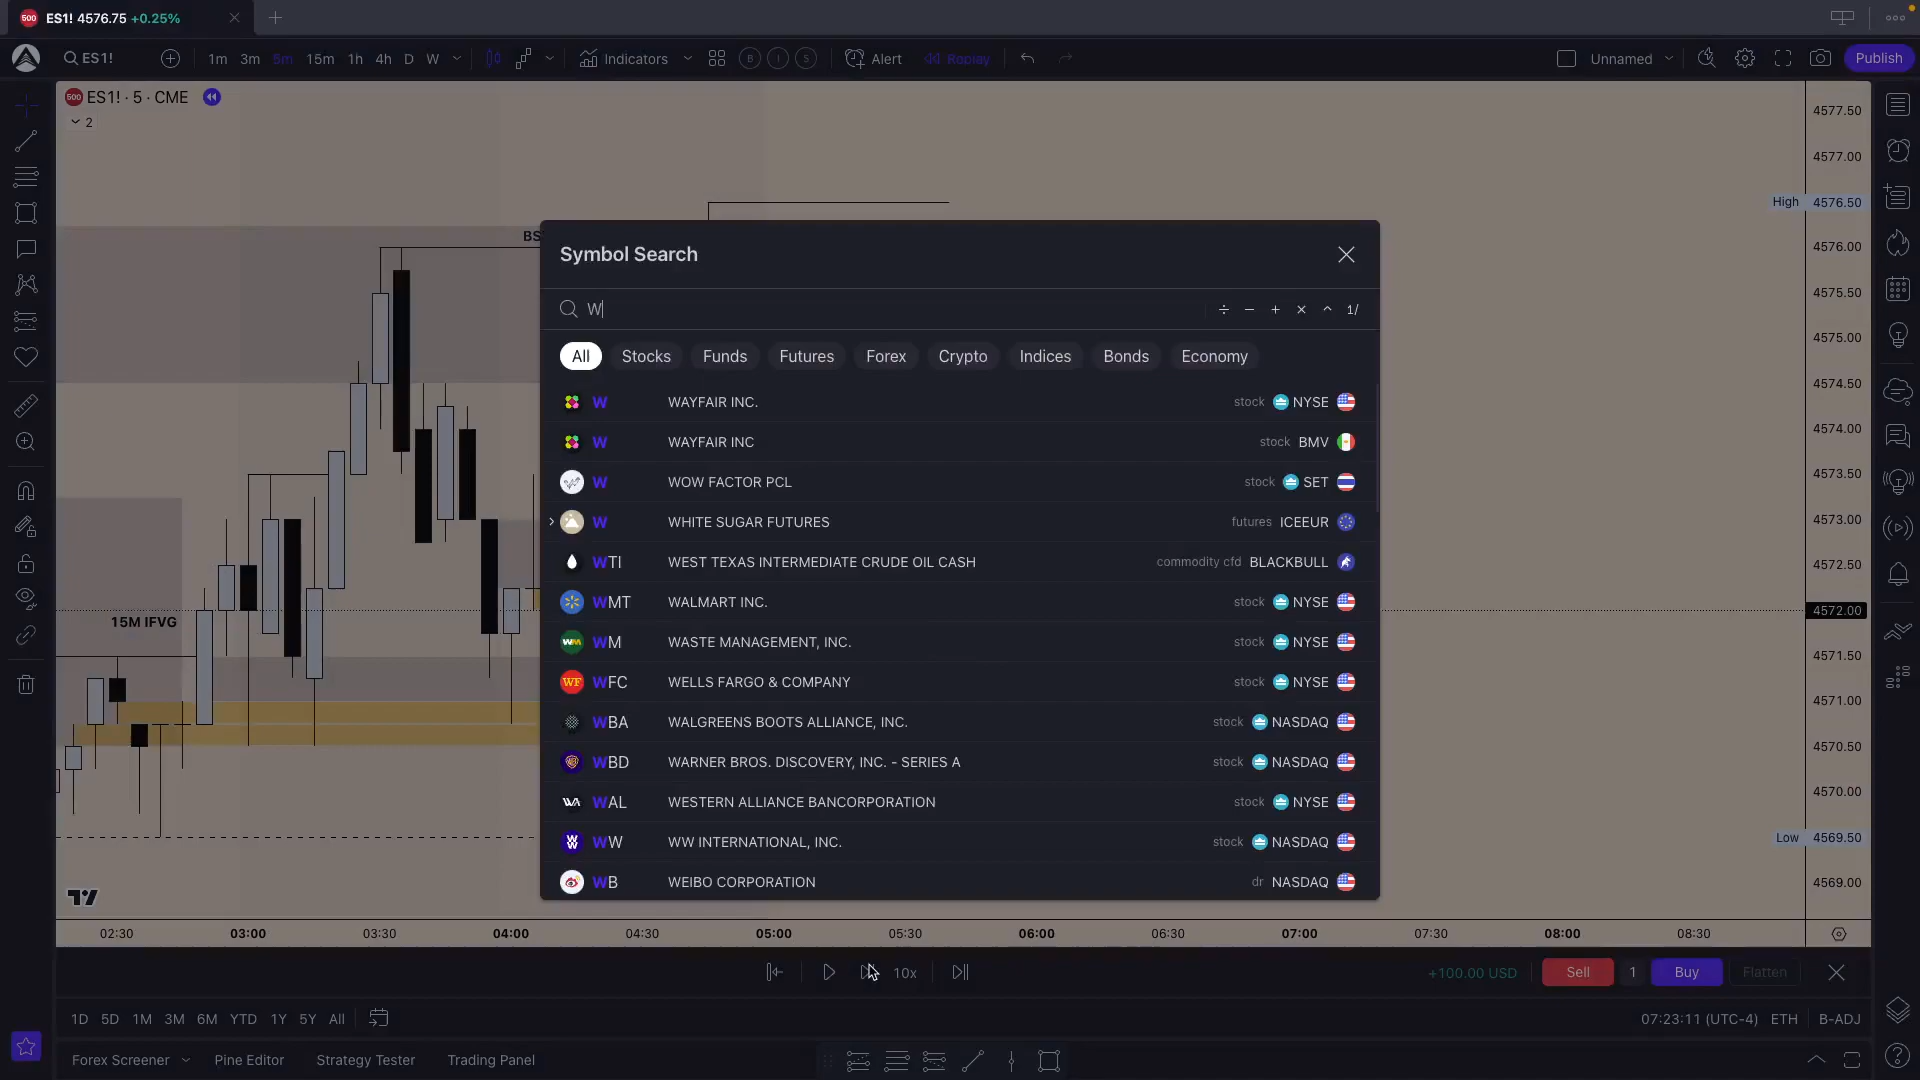 500 ES1! 4576.75 +0.25%
ES1! 1m 3m 5m 15m 1h 4h D W Indicators B I S Alert Replay Unnamed Publish
500 ES1! · 5 · CME
2
4577.50
4577.00
High 4576.50
BS
4576.00
4575.50
4575.00
4574.50
4574.00
4573.50
4573.00
4572.50
4572.00
15M IFVG
4571.50
4571.00
4570.50
4570.00
Low 4569.50
4569.00
Symbol Search
W ÷ − + × ^ 1/
All Stocks Funds Futures Forex Crypto Indices Bonds Economy
W WAYFAIR INC. stock NYSE
W WAYFAIR INC stock BMV
W WOW FACTOR PCL stock SET
W WHITE SUGAR FUTURES futures ICEEUR
WTI WEST TEXAS INTERMEDIATE CRUDE OIL CASH commodity cfd BLACKBULL
WMT WALMART INC. stock NYSE
WM WM WASTE MANAGEMENT, INC. stock NYSE
WF WFC WELLS FARGO & COMPANY stock NYSE
WBA WALGREENS BOOTS ALLIANCE, INC. stock NASDAQ
WBD WARNER BROS. DISCOVERY, INC. - SERIES A stock NASDAQ
WAL WESTERN ALLIANCE BANCORPORATION stock NYSE
WW WW INTERNATIONAL, INC. stock NASDAQ
WB WEIBO CORPORATION dr NASDAQ
02:30 03:00 03:30 04:00 04:30 05:00 05:30 06:00 06:30 07:00 07:30 08:00 08:30
10x +100.00 USD Sell 1 Buy Flatten
1D 5D 1M 3M 6M YTD 1Y 5Y All 07:23:11 (UTC-4) ETH B-ADJ
Forex Screener Pine Editor Strategy Tester Trading Panel